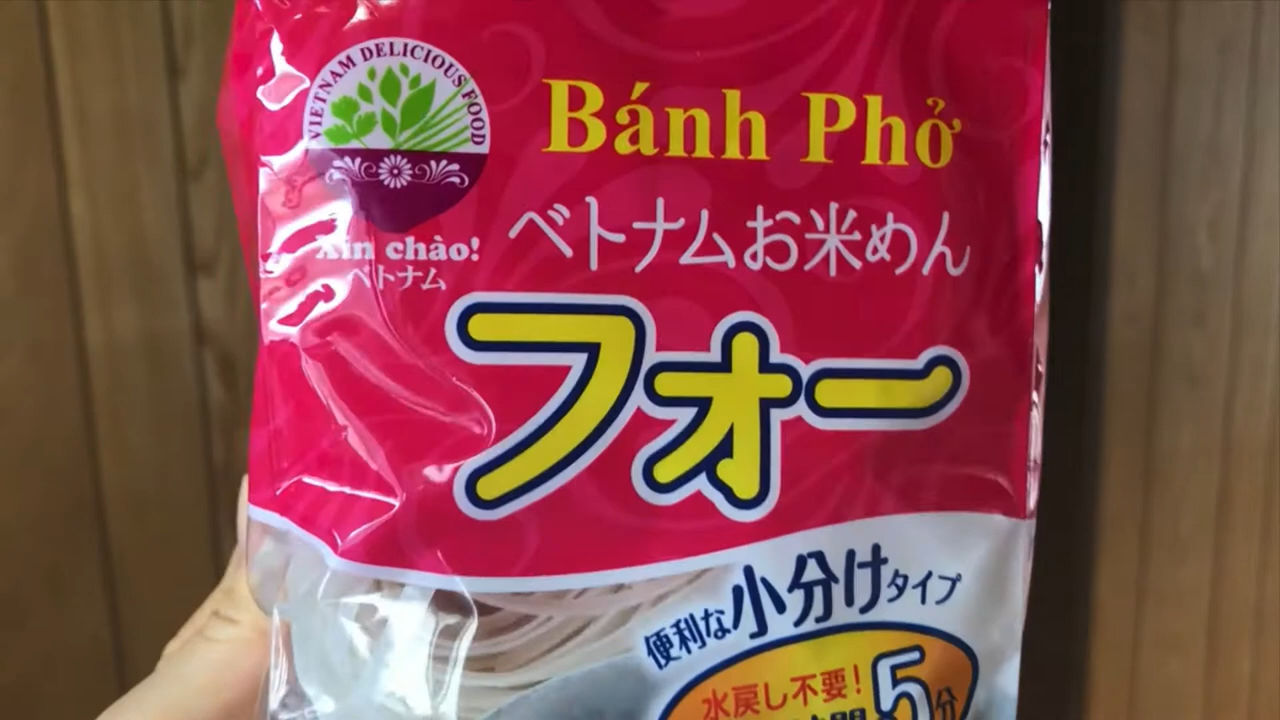 VIETNAM DELICIOUS FOOD
Xin chào!
ベトナム
Bánh Phở
ベトナムお米めん
フォー
便利な小分けタイプ
水戻し不要!
5分